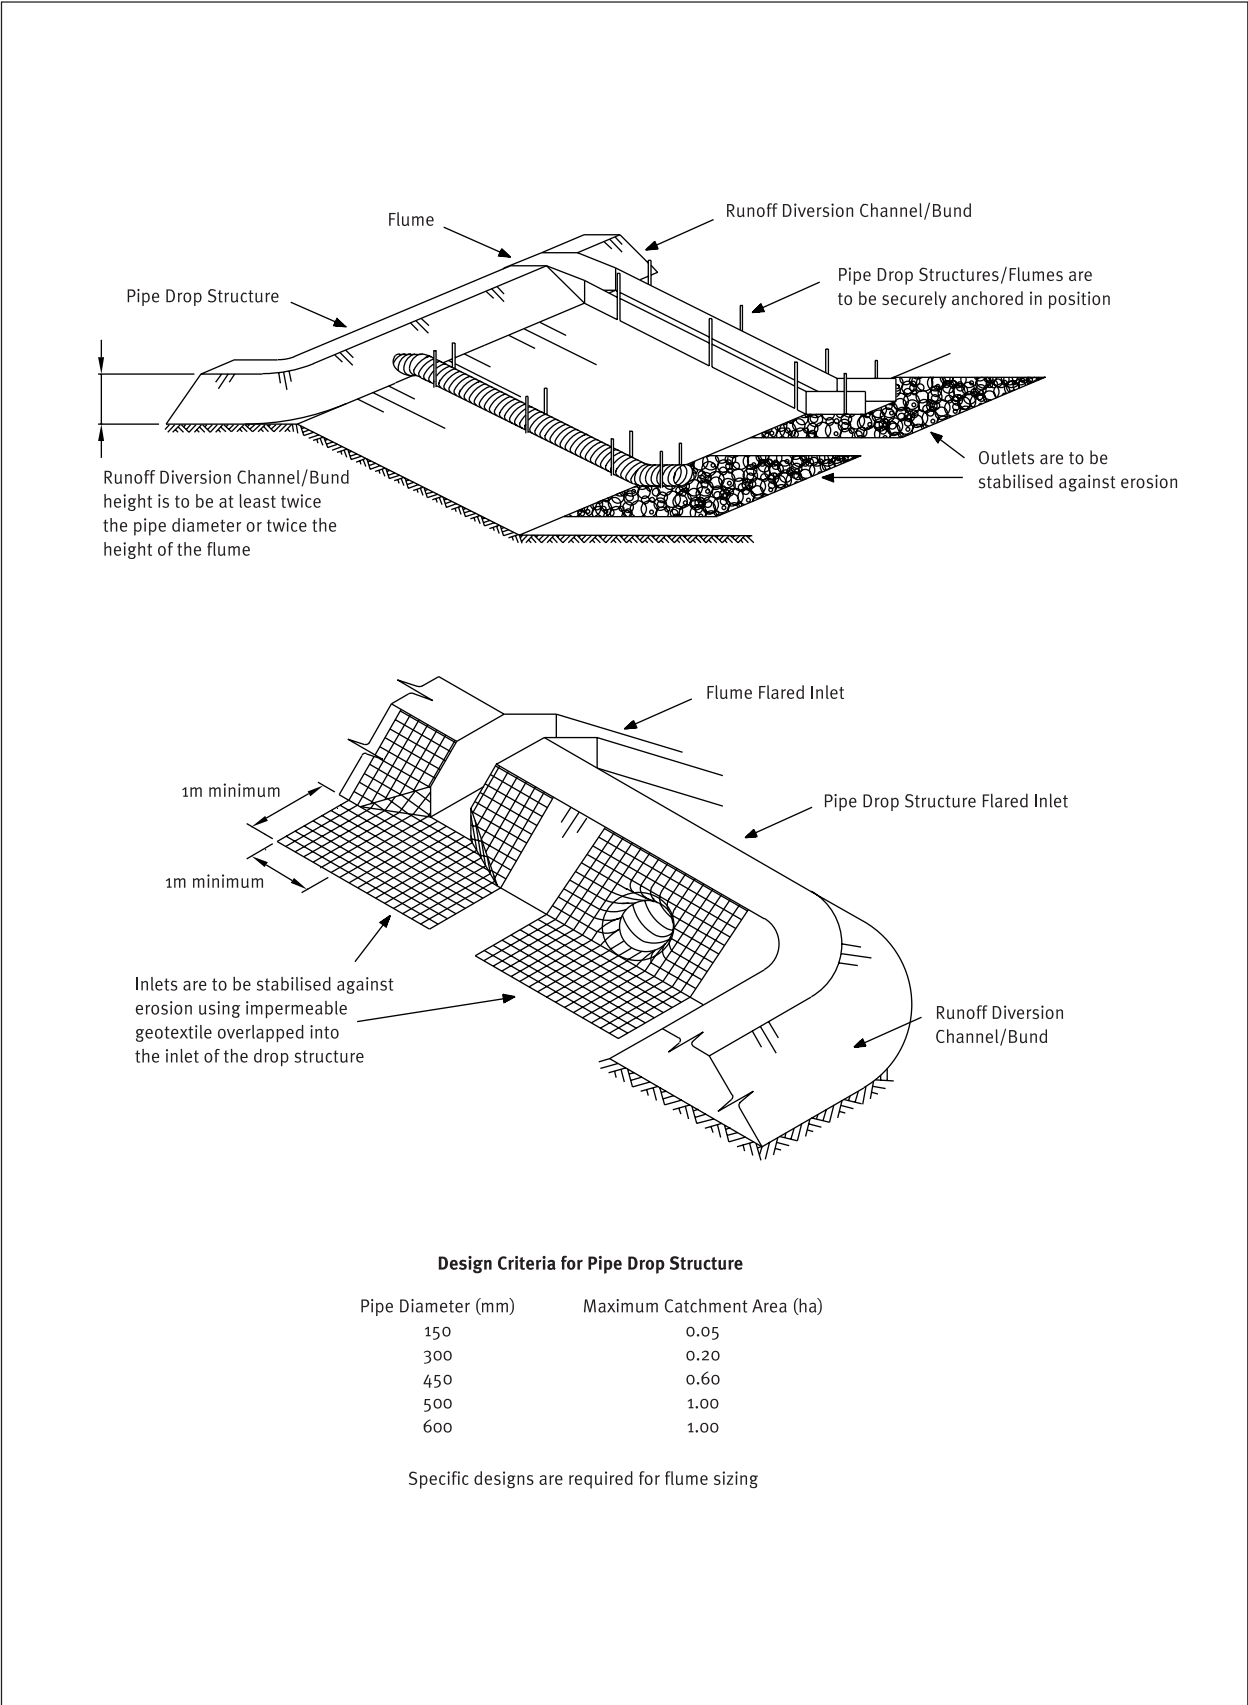 Flume
Runoff Diversion Channel/Bund
Pipe Drop Structure
Pipe Drop Structures/Flumes are
to be securely anchored in position
Runoff Diversion Channel/Bund
height is to be at least twice
the pipe diameter or twice the
height of the flume
Outlets are to be
stabilised against erosion
Flume Flared Inlet
1m minimum
Pipe Drop Structure Flared Inlet
1m minimum
Inlets are to be stabilised against
erosion using impermeable
geotextile overlapped into
the inlet of the drop structure
Runoff Diversion
Channel/Bund
Design Criteria for Pipe Drop Structure
Pipe Diameter (mm) Maximum Catchment Area (ha)
150 0.05
300 0.20
450 0.60
500 1.00
600 1.00
Specific designs are required for flume sizing